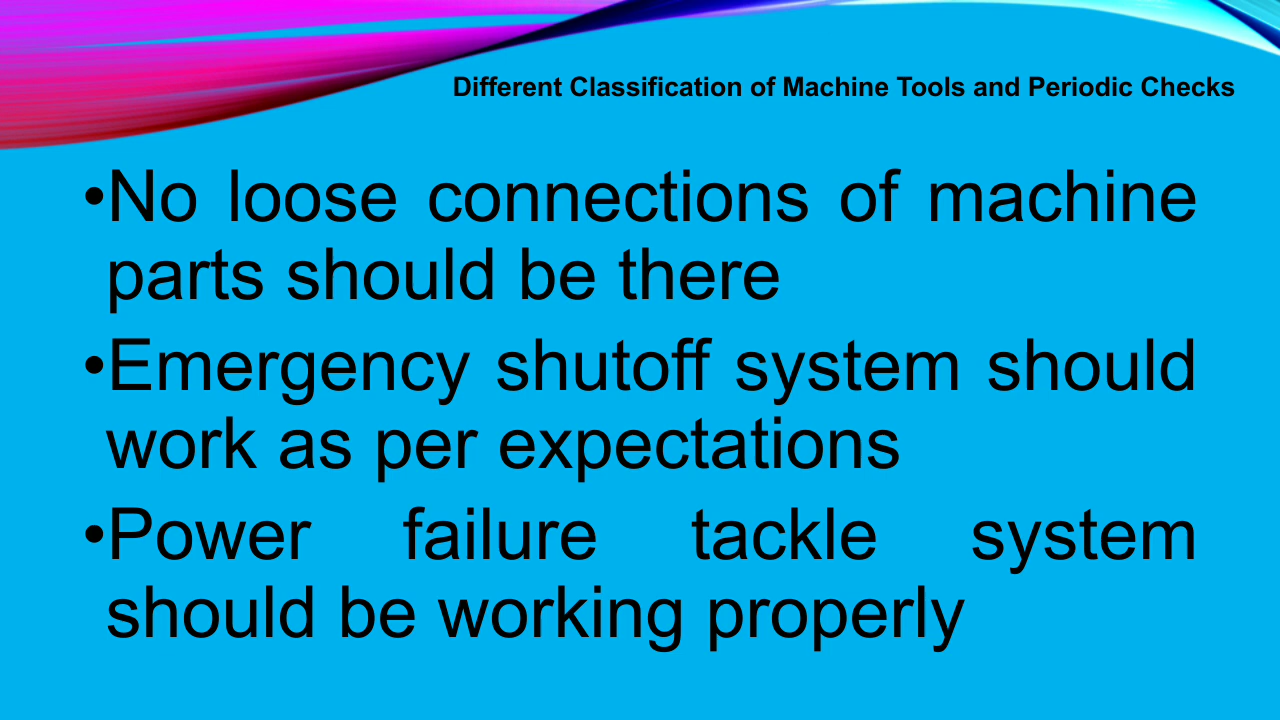 Different Classification of Machine Tools and Periodic Checks
•No loose connections of machine
parts should be there
•Emergency shutoff system should
work as per expectations
•Power failure tackle system
should be working properly